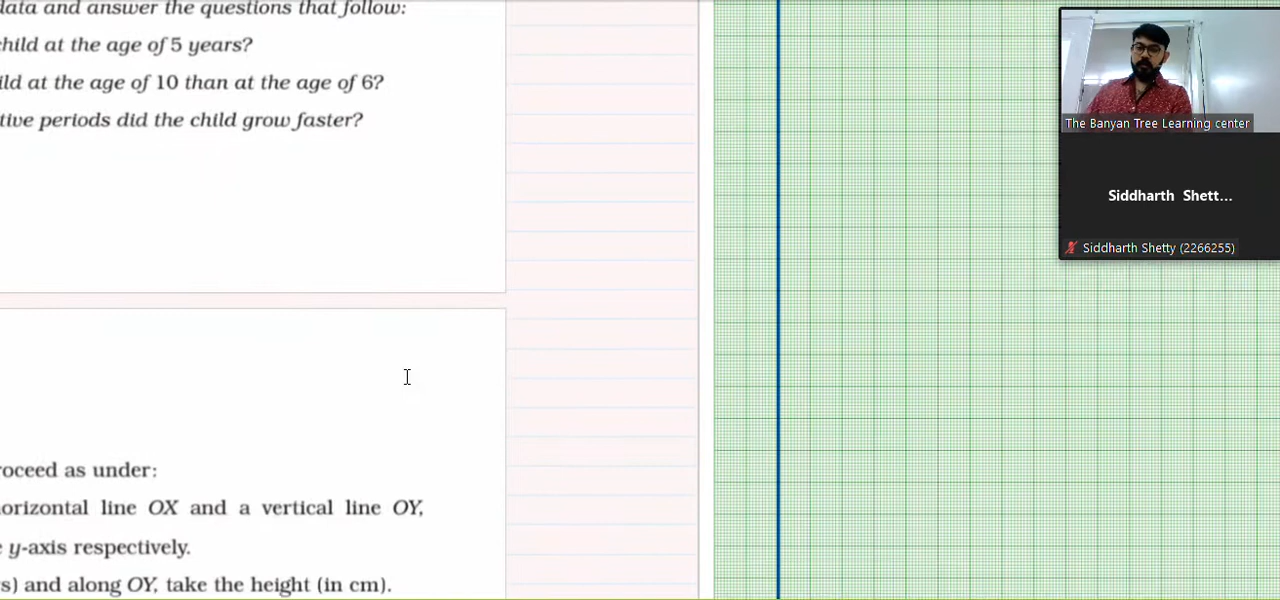 data and answer the questions that follow:
child at the age of 5 years?
ild at the age of 10 than at the age of 6?
tive periods did the child grow faster?
roceed as under:
orizontal line OX and a vertical line OY,
e y-axis respectively.
s) and along OY, take the height (in cm).
The Banyan Tree Learning center
Siddharth Shett...
Siddharth Shetty (2266255)